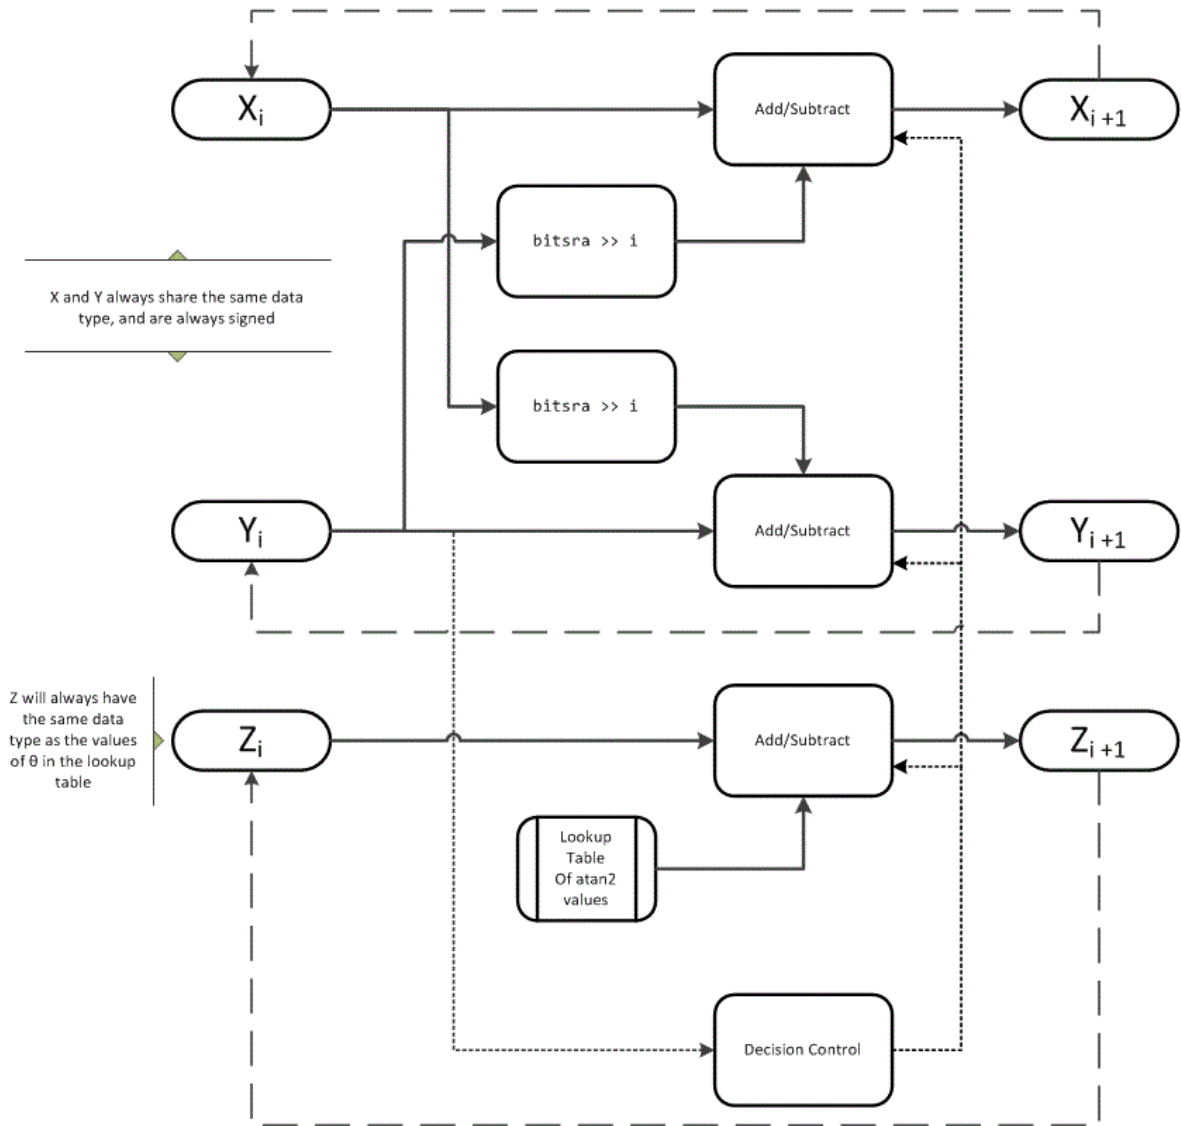 Xi
Add/Subtract
Xi +1
bitsra >> i
X and Y always share the same data
type, and are always signed
bitsra >> i
Yi
Add/Subtract
Yi +1
Z will always have
the same data
type as the values
of θ in the lookup
table
Zi
Add/Subtract
Zi +1
Lookup
Table
Of atan2
values
Decision Control